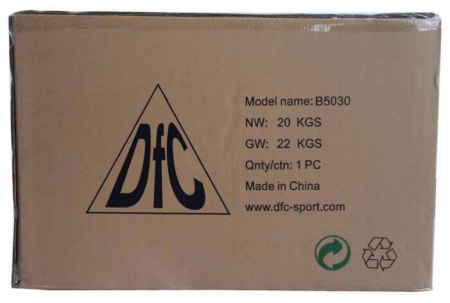 DfC
Model name: B5030
NW: 20 KGS
GW: 22 KGS
Qnty/ctn: 1 PC
Made in China
www.dfc-sport.com